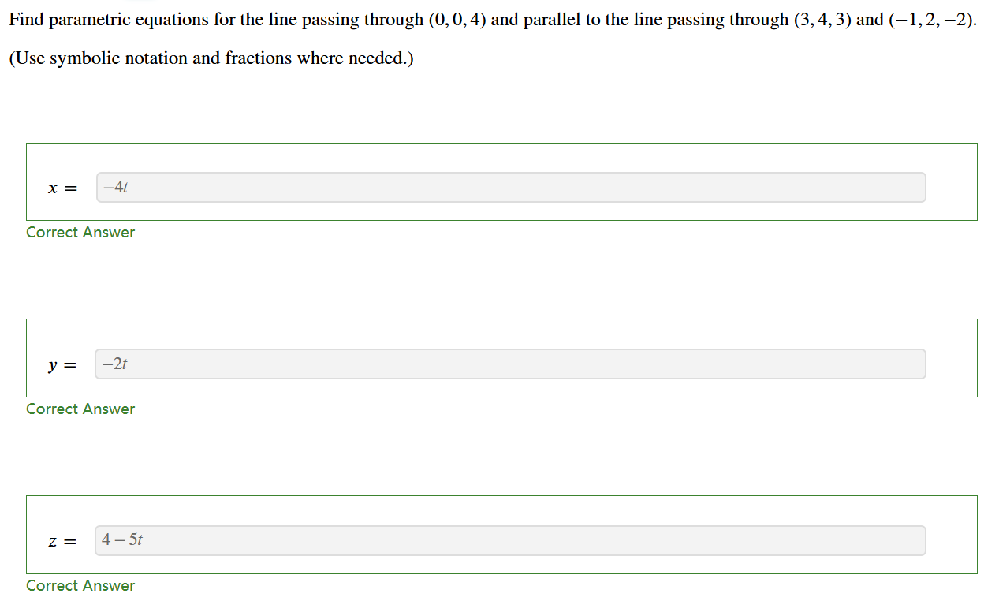 Find parametric equations for the line passing through (0, 0, 4) and parallel to the line passing through (3, 4, 3) and (−1, 2, −2).
(Use symbolic notation and fractions where needed.)
x = −4t
Correct Answer
y = −2t
Correct Answer
z = 4 − 5t
Correct Answer